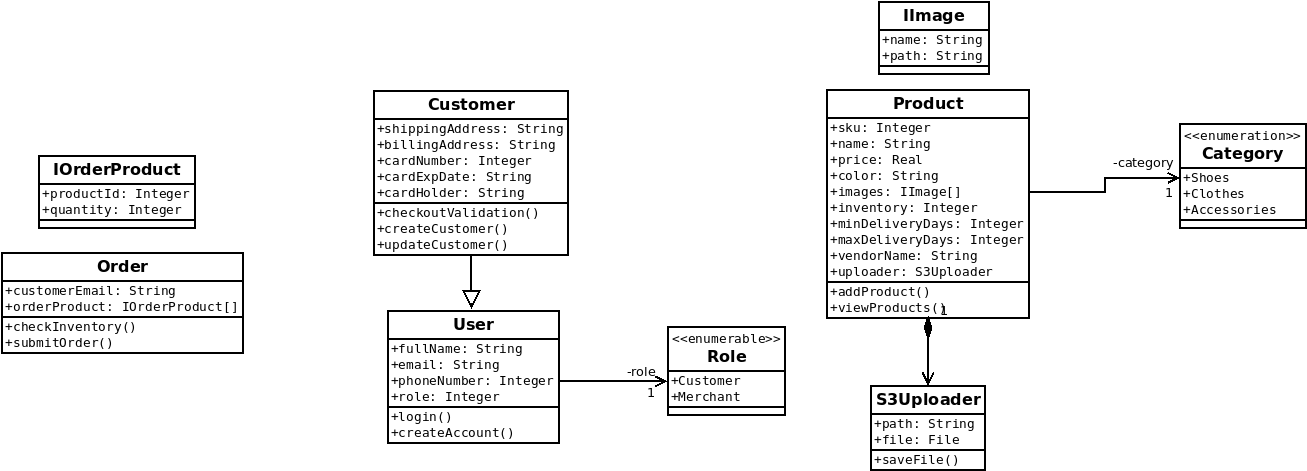 IImage
+name: String
+path: String
Customer
+shippingAddress: String
+billingAddress: String
+cardNumber: Integer
+cardExpDate: String
+cardHolder: String
+checkoutValidation()
+createCustomer()
+updateCustomer()
Product
+sku: Integer
+name: String
+price: Real
+color: String
+images: IImage[]
+inventory: Integer
+minDeliveryDays: Integer
+maxDeliveryDays: Integer
+vendorName: String
+uploader: S3Uploader
+addProduct()
+viewProducts()
1
-category
1
<<enumeration>>
Category
+Shoes
+Clothes
+Accessories
IOrderProduct
+productId: Integer
+quantity: Integer
Order
+customerEmail: String
+orderProduct: IOrderProduct[]
+checkInventory()
+submitOrder()
User
+fullName: String
+email: String
+phoneNumber: Integer
+role: Integer
+login()
+createAccount()
-role
1
<<enumerable>>
Role
+Customer
+Merchant
S3Uploader
+path: String
+file: File
+saveFile()